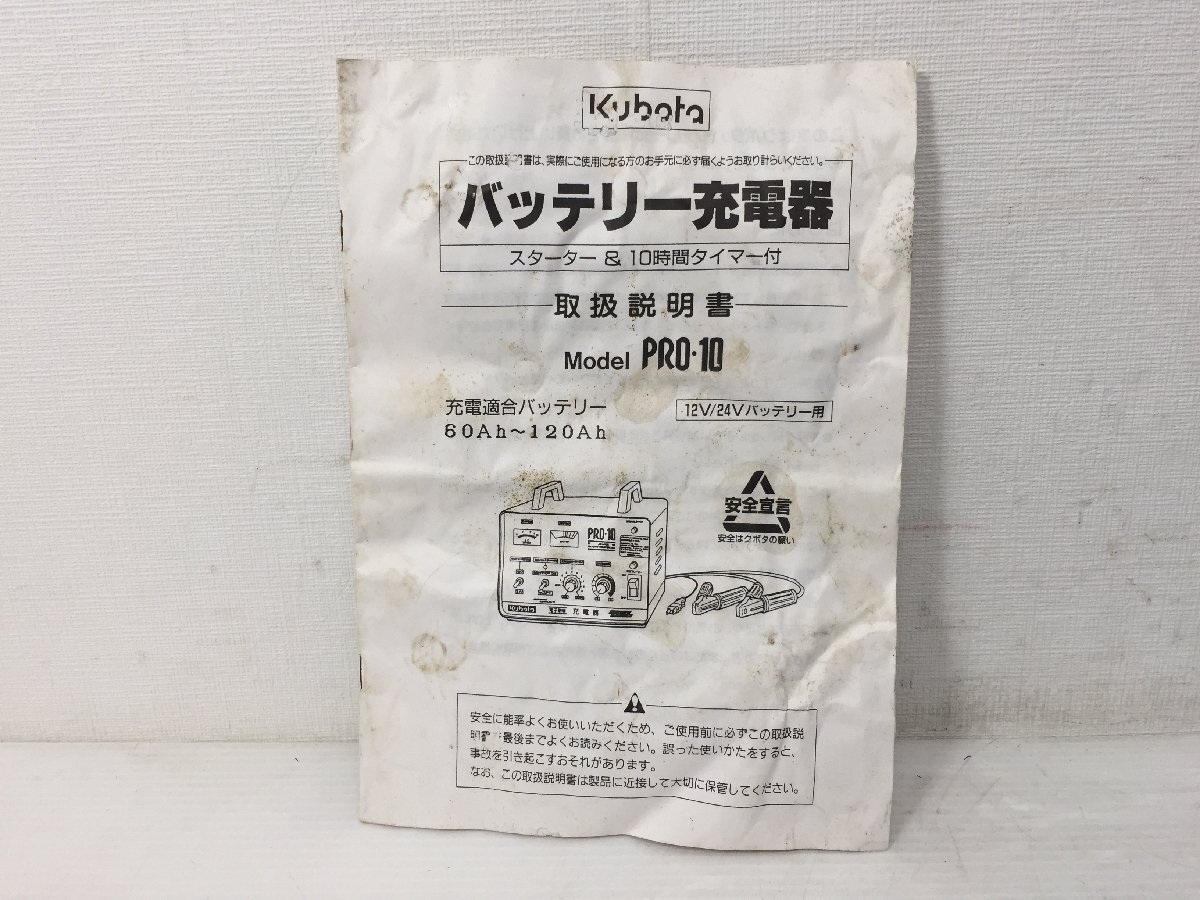 Kubota
この取扱説明書は、実際にご使用になる方のお手元に必ず届くようお取り計らいください。
バッテリー充電器
スターター & 10時間タイマー付
取扱説明書
Model PRO・10
充電適合バッテリー
12V/24Vバッテリー用
60Ah～120Ah
安全宣言
安全はクボタの願い
PRO・10
Kubota
充電器
安全に能率よくお使いいただくため、ご使用前に必ずこの取扱説
明書 最後までよくお読みください。誤った使いかたをすると、
事故を引き起こすおそれがあります。
なお、この取扱説明書は製品に近接して大切に保管してください。